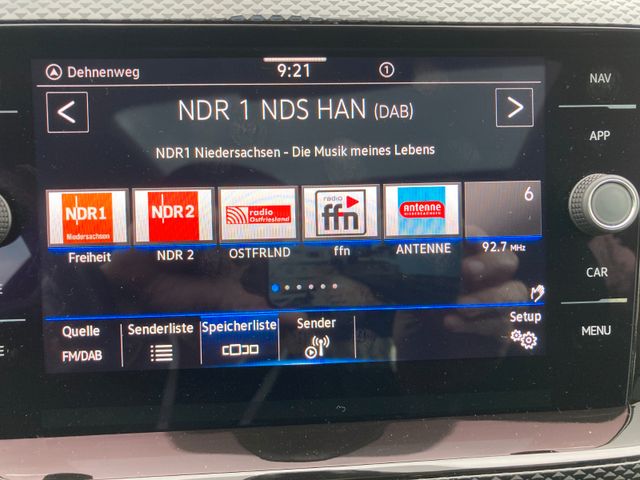 Dehnenweg
9:21
1
NAV
NDR 1 NDS HAN (DAB)
APP
NDR1 Niedersachsen - Die Musik meines Lebens
NDR1
Niedersachsen
NDR2
radio
Ostfriesland
radio
ffn
antenne
NIEDERSACHSEN
6
Freiheit
NDR 2
OSTFRLND
ffn
ANTENNE
92.7 MHz
CAR
Quelle
FM/DAB
Senderliste
Speicherliste
Sender
Setup
MENU